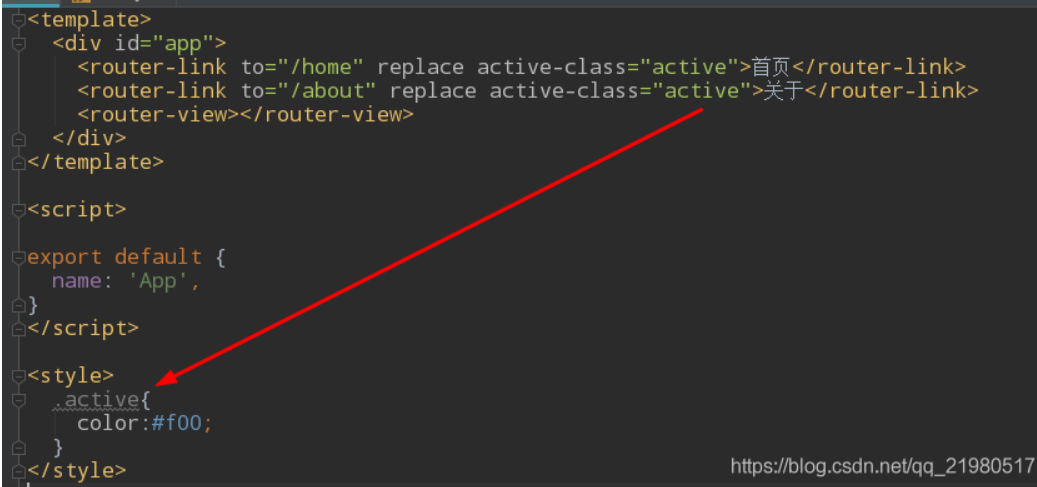 <template>
  <div id="app">
    <router-link to="/home" replace active-class="active">首页</router-link>
    <router-link to="/about" replace active-class="active">关于</router-link>
    <router-view></router-view>
  </div>
</template>

<script>

export default {
  name: 'App',
}
</script>

<style>
  .active{
    color:#f00;
  }
</style>
https://blog.csdn.net/qq_21980517